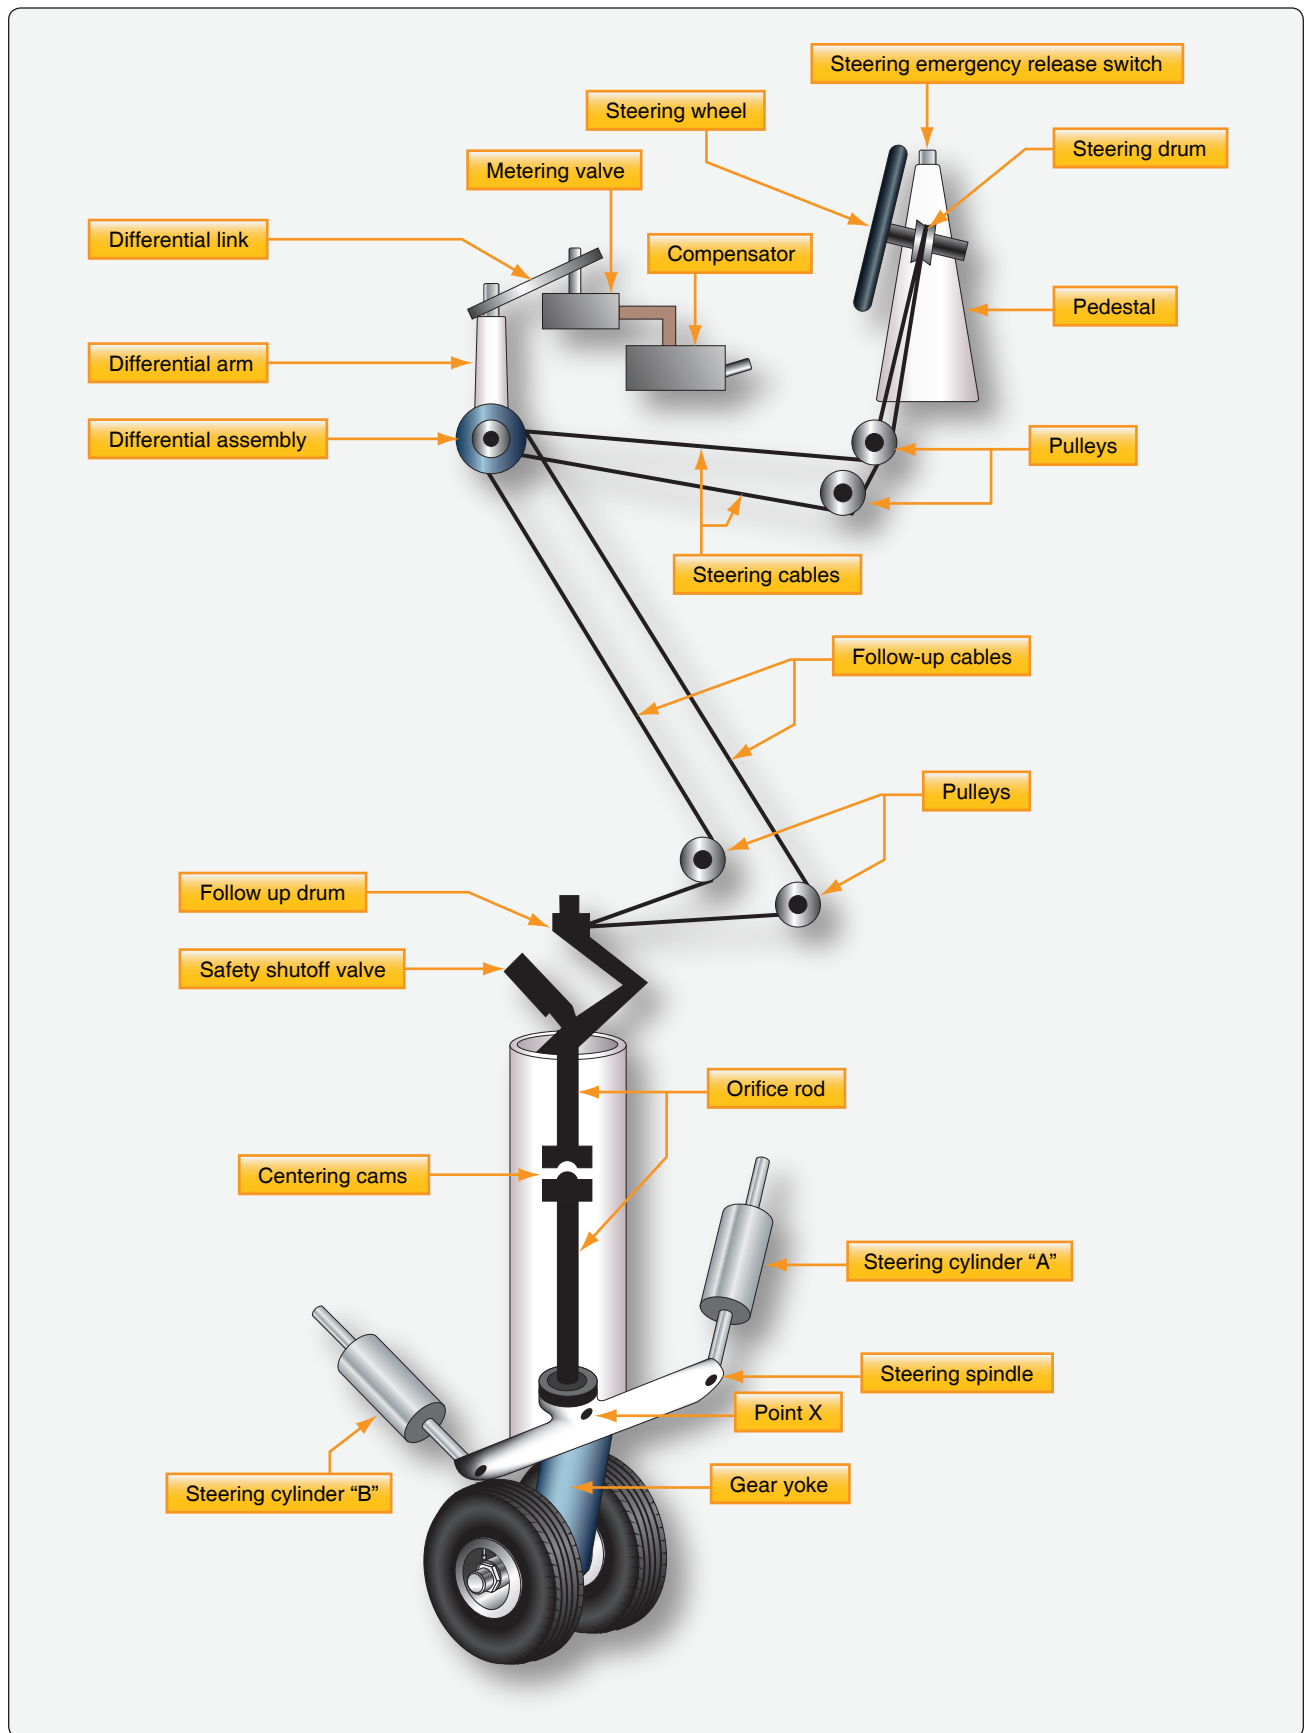 Steering emergency release switch
Steering wheel
Steering drum
Metering valve
Differential link
Compensator
Pedestal
Differential arm
Differential assembly
Pulleys
Steering cables
Follow-up cables
Pulleys
Follow up drum
Safety shutoff valve
Orifice rod
Centering cams
Steering cylinder “A”
Steering spindle
Point X
Gear yoke
Steering cylinder “B”